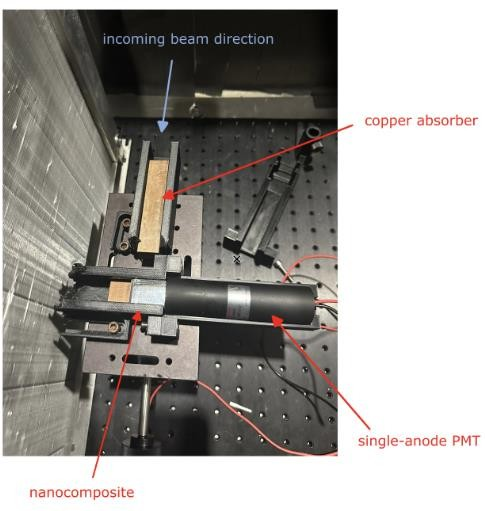 incoming beam direction
copper absorber
single-anode PMT
nanocomposite